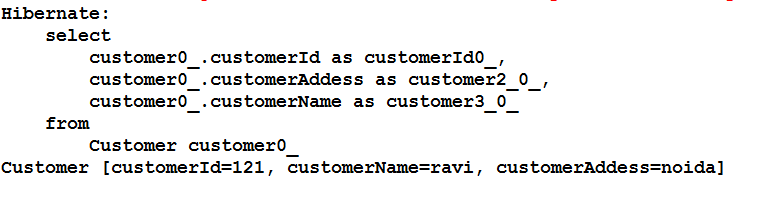 Hibernate:
    select
        customer0_.customerId as customerId0_,
        customer0_.customerAddess as customer2_0_,
        customer0_.customerName as customer3_0_
    from
        Customer customer0_
Customer [customerId=121, customerName=ravi, customerAddess=noida]